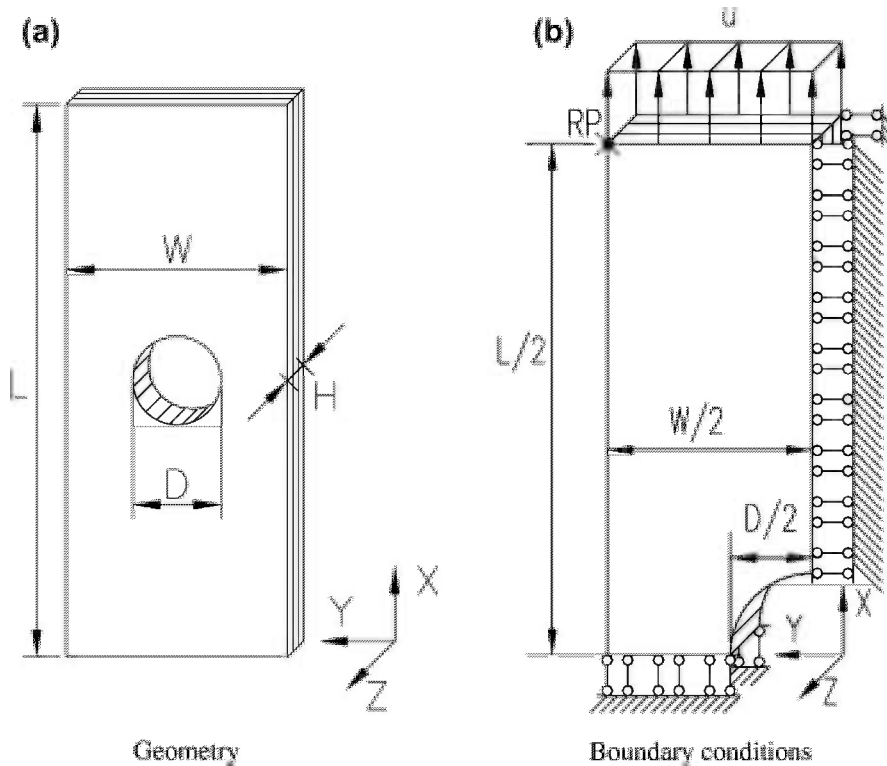 (a)
W
L
H
D
X
Y
Z
Geometry
(b)
u
RP
L/2
W/2
D/2
X
Y
Z
Boundary conditions